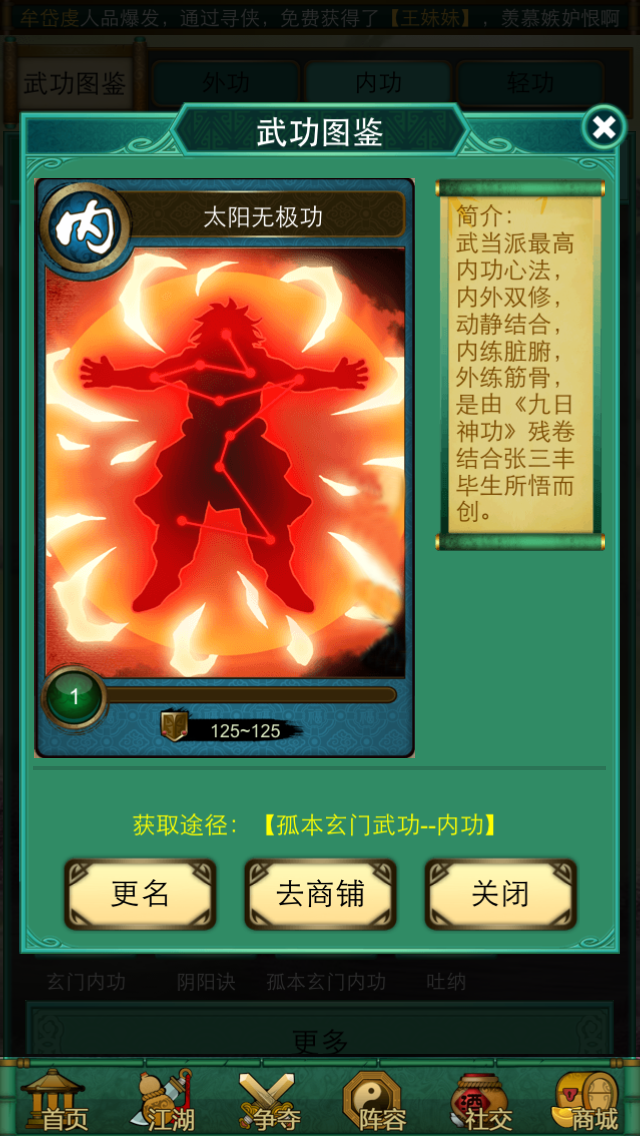 牟岱虔人品爆发，通过寻侠，免费获得了【王妹妹】，羡慕嫉妒恨啊
武功图鉴 外功 内功 轻功
武功图鉴
内
太阳无极功
简介：
武当派最高
内功心法，
内外双修，
动静结合，
内练脏腑，
外练筋骨，
是由《九日
神功》残卷
结合张三丰
毕生所悟而
创。
1
125~125
获取途径：【孤本玄门武功--内功】
更名 去商铺 关闭
玄门内功 阴阳诀 孤本玄门内功 吐纳
更多
酒
首页 江湖 争夺 阵容 社交 商城